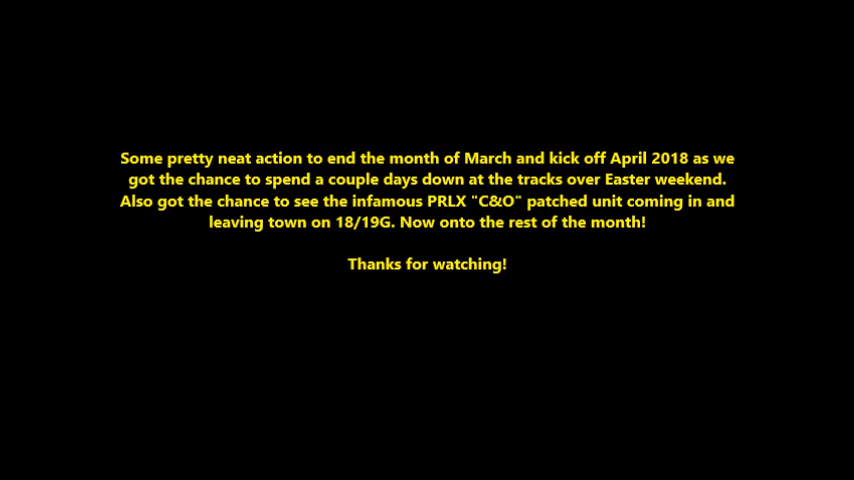 Some pretty neat action to end the month of March and kick off April 2018 as we
got the chance to spend a couple days down at the tracks over Easter weekend.
Also got the chance to see the infamous PRLX "C&O" patched unit coming in and
leaving town on 18/19G. Now onto the rest of the month!
Thanks for watching!